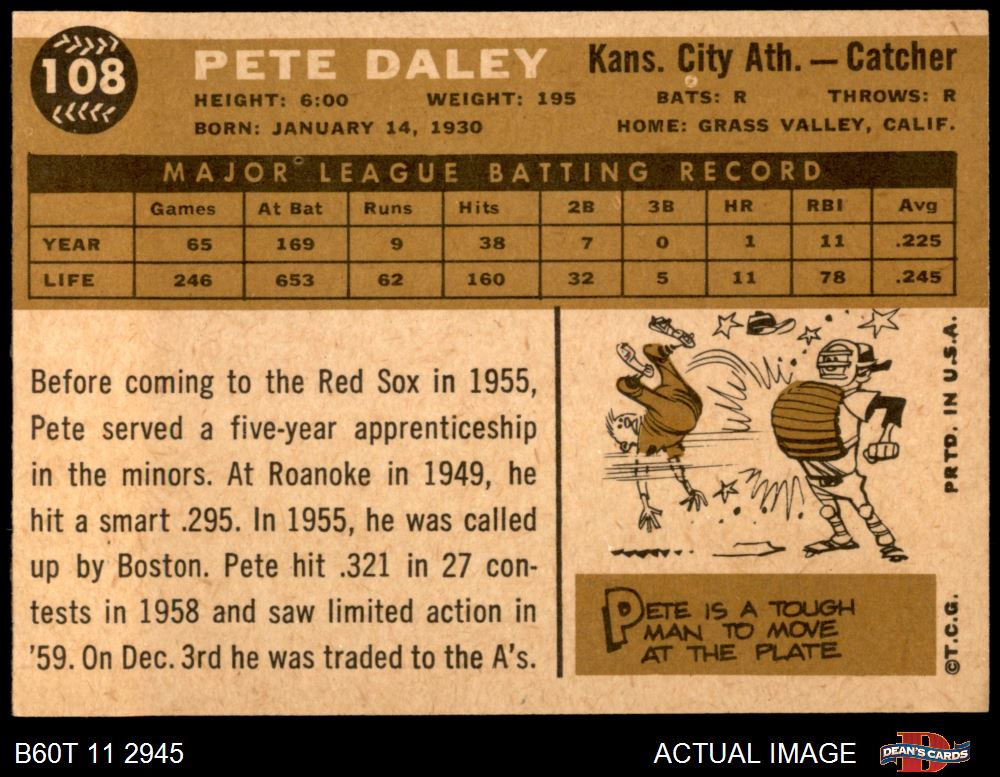 108
PETE DALEY
Kans. City Ath. — Catcher
HEIGHT: 6:00 WEIGHT: 195 BATS: R THROWS: R
BORN: JANUARY 14, 1930 HOME: GRASS VALLEY, CALIF.
MAJOR LEAGUE BATTING RECORD
Games At Bat Runs Hits 2B 3B HR RBI Avg
YEAR 65 169 9 38 7 0 1 11 .225
LIFE 246 653 62 160 32 5 11 78 .245
Before coming to the Red Sox in 1955,
Pete served a five-year apprenticeship
in the minors. At Roanoke in 1949, he
hit a smart .295. In 1955, he was called
up by Boston. Pete hit .321 in 27 con-
tests in 1958 and saw limited action in
'59. On Dec. 3rd he was traded to the A's.
PETE IS A TOUGH
MAN TO MOVE
AT THE PLATE
©T.C.G. PRTD. IN U.S.A.
B60T 11 2945
ACTUAL IMAGE
DEAN'S CARDS